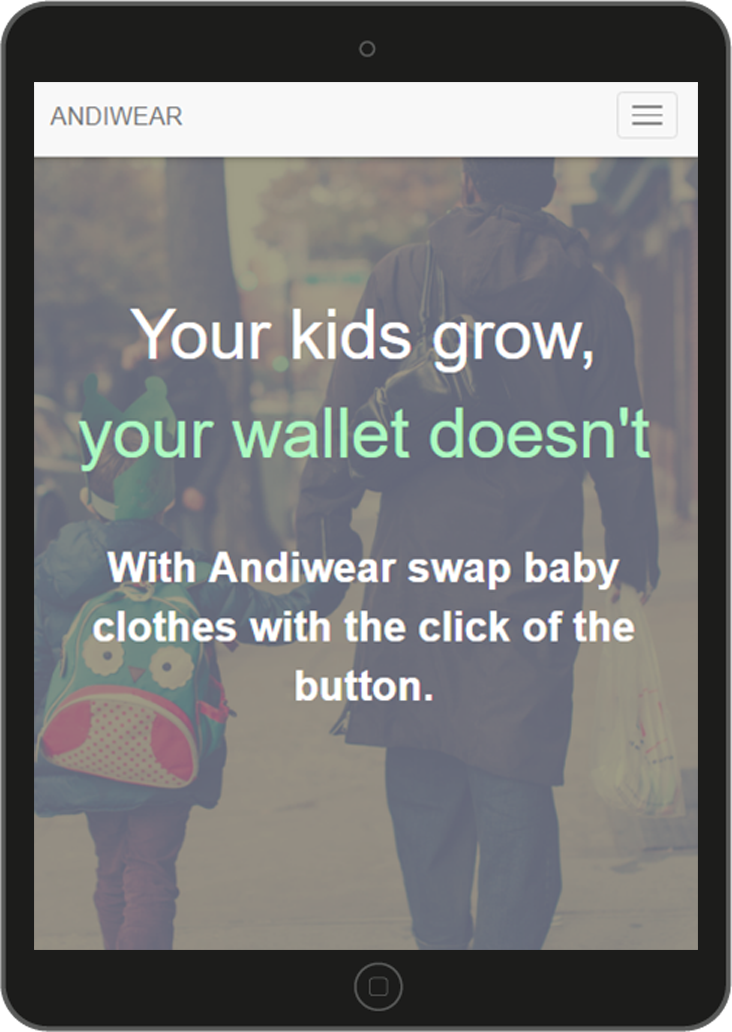 ANDIWEAR
Your kids grow,
your wallet doesn't
With Andiwear swap baby
clothes with the click of the
button.